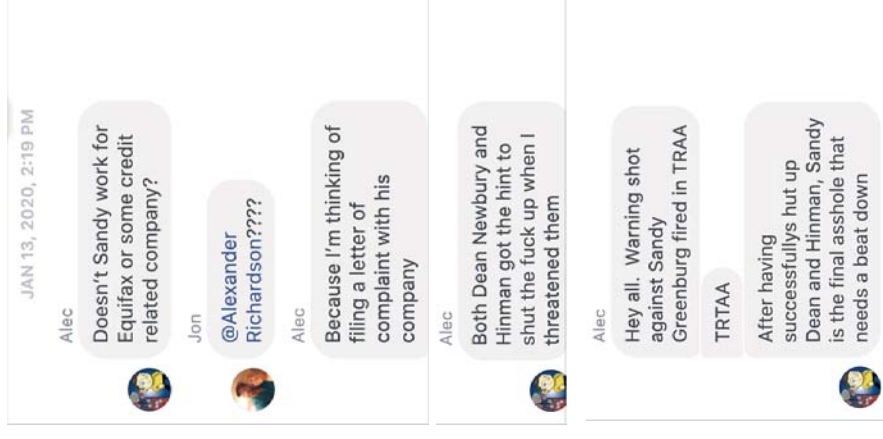 JAN 13, 2020, 2:19 PM
Alec
Doesn't Sandy work for
Equifax or some credit
related company?
Jon
@Alexander
Richardson????
Alec
Because I'm thinking of
filing a letter of
complaint with his
company
Alec
Both Dean Newbury and
Hinman got the hint to
shut the fuck up when I
threatened them
Alec
Hey all. Warning shot
against Sandy
Greenburg fired in TRAA
TRTAA
After having
successfullys hut up
Dean and Hinman, Sandy
is the final asshole that
needs a beat down